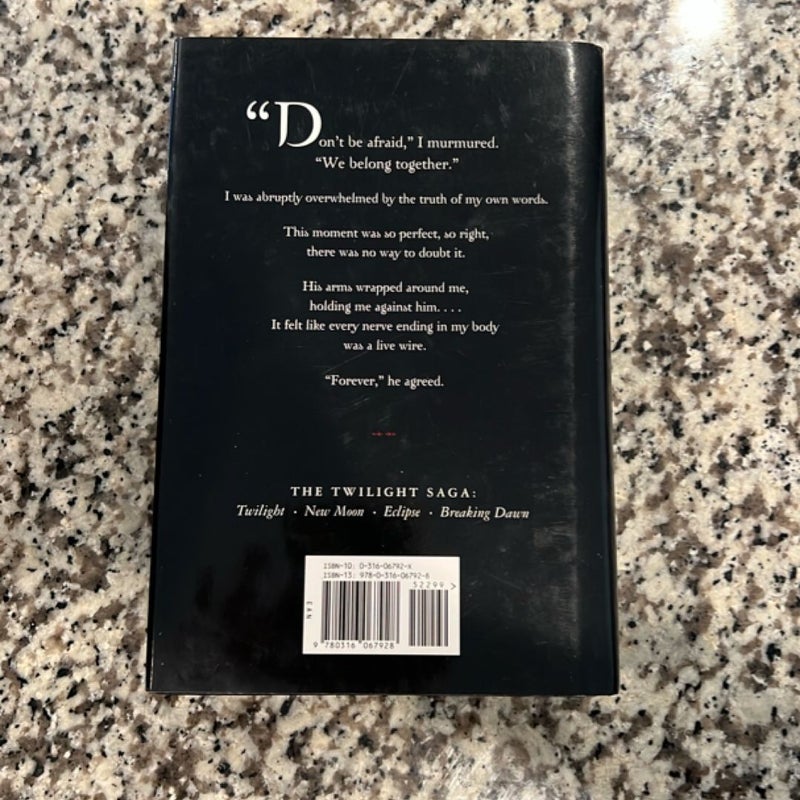 “Don’t be afraid,” I murmured.
“We belong together.”
I was abruptly overwhelmed by the truth of my own words.
This moment was so perfect, so right,
there was no way to doubt it.
His arms wrapped around me,
holding me against him. . . .
It felt like every nerve ending in my body
was a live wire.
“Forever,” he agreed.
THE TWILIGHT SAGA:
Twilight · New Moon · Eclipse · Breaking Dawn
ISBN-10: 0-316-06792-X
ISBN-13: 978-0-316-06792-8
52299 >
EAN
9 780316 067928